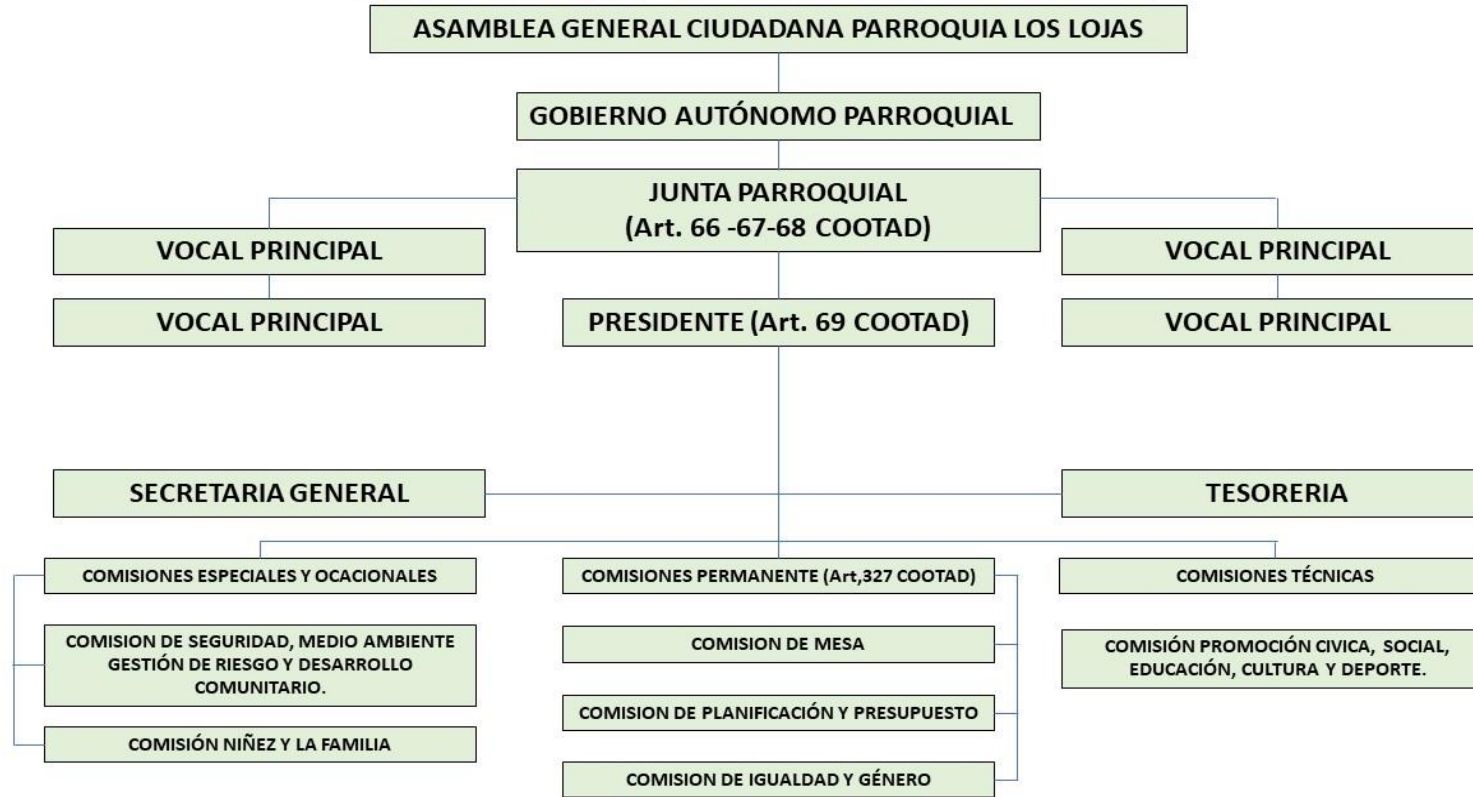 ASAMBLEA GENERAL CIUDADANA PARROQUIA LOS LOJAS
GOBIERNO AUTÓNOMO PARROQUIAL
JUNTA PARROQUIAL
(Art. 66 -67-68 COOTAD)
VOCAL PRINCIPAL
VOCAL PRINCIPAL
VOCAL PRINCIPAL
PRESIDENTE (Art. 69 COOTAD)
VOCAL PRINCIPAL
SECRETARIA GENERAL
TESORERIA
COMISIONES ESPECIALES Y OCACIONALES
COMISION DE SEGURIDAD, MEDIO AMBIENTE
GESTIÓN DE RIESGO Y DESARROLLO
COMUNITARIO.
COMISIÓN NIÑEZ Y LA FAMILIA
COMISIONES PERMANENTE (Art,327 COOTAD)
COMISION DE MESA
COMISION DE PLANIFICACIÓN Y PRESUPUESTO
COMISION DE IGUALDAD Y GÉNERO
COMISIONES TÉCNICAS
COMISIÓN PROMOCIÓN CIVICA, SOCIAL,
EDUCACIÓN, CULTURA Y DEPORTE.